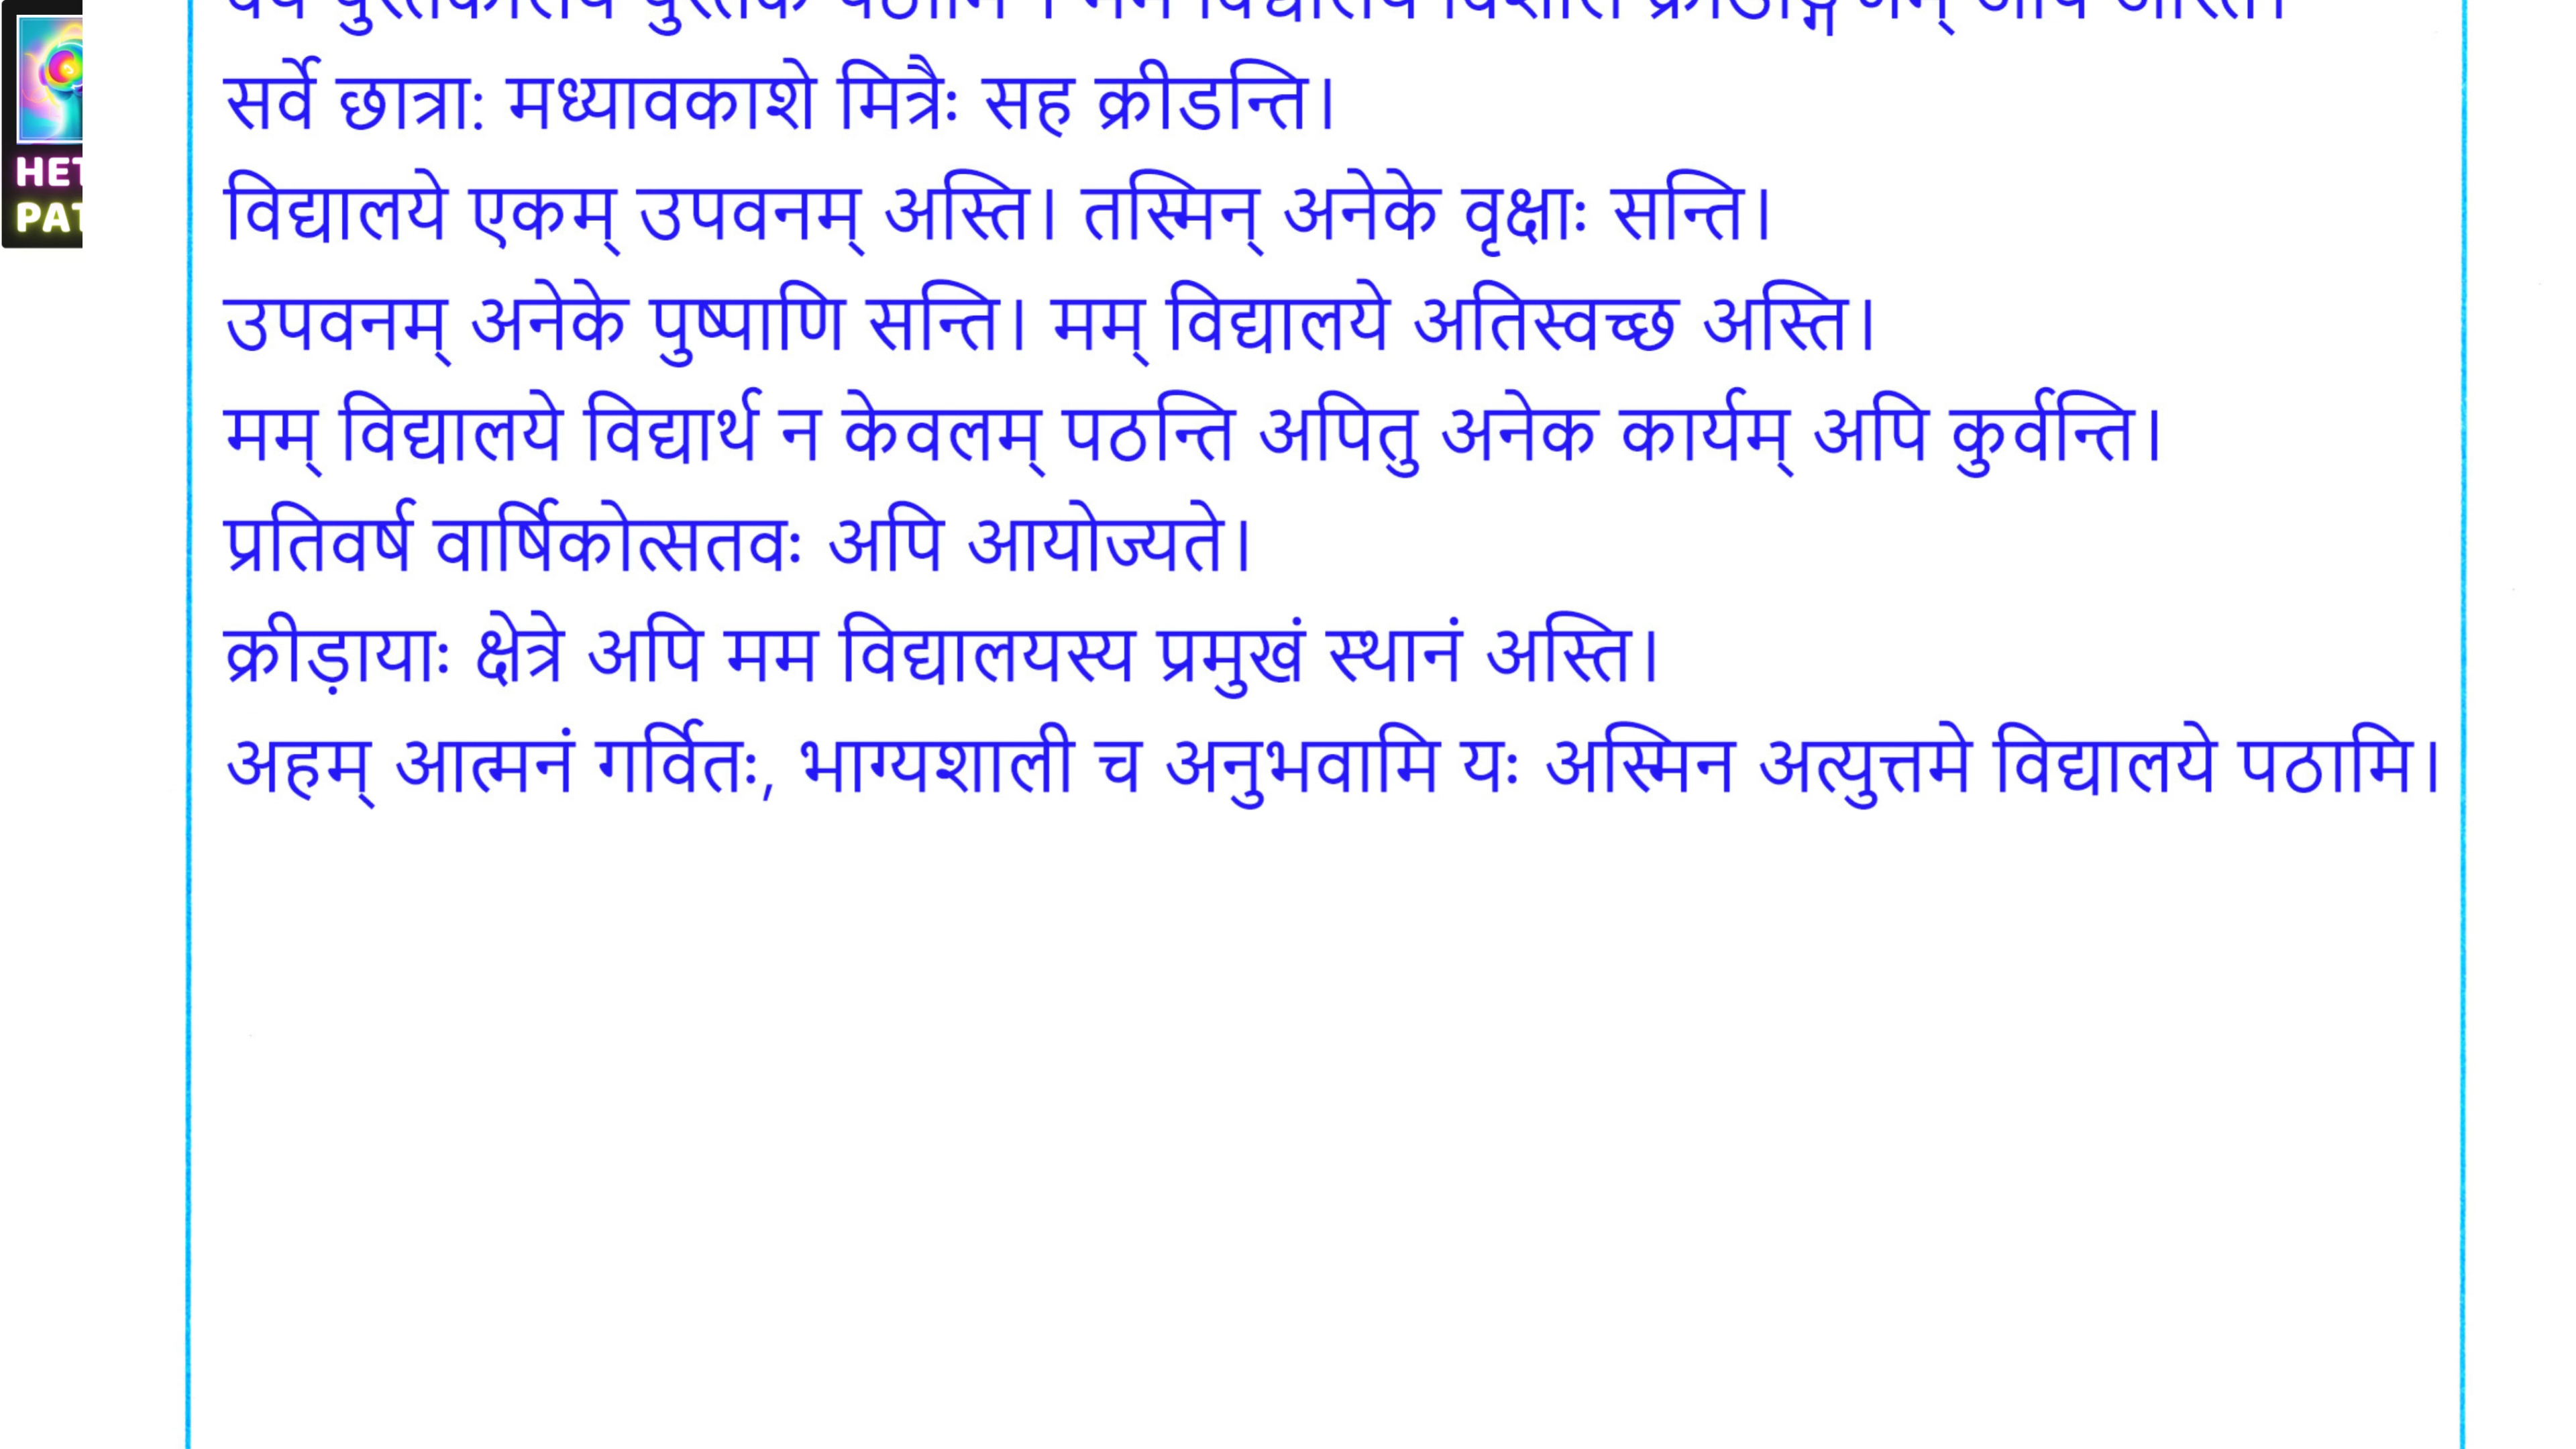 HET
PAT
सर्वे छात्रा: मध्यावकाशे मित्रैः सह क्रीडन्ति।
विद्यालये एकम् उपवनम् अस्ति। तस्मिन् अनेके वृक्षाः सन्ति।
उपवनम् अनेके पुष्पाणि सन्ति। मम् विद्यालये अतिस्वच्छ अस्ति।
मम् विद्यालये विद्यार्थ न केवलम् पठन्ति अपितु अनेक कार्यम् अपि कुर्वन्ति।
प्रतिवर्ष वार्षिकोत्सतवः अपि आयोज्यते।
क्रीड़ायाः क्षेत्रे अपि मम विद्यालयस्य प्रमुखं स्थानं अस्ति।
अहम् आत्मनं गर्वितः, भाग्यशाली च अनुभवामि यः अस्मिन अत्युत्तमे विद्यालये पठामि।